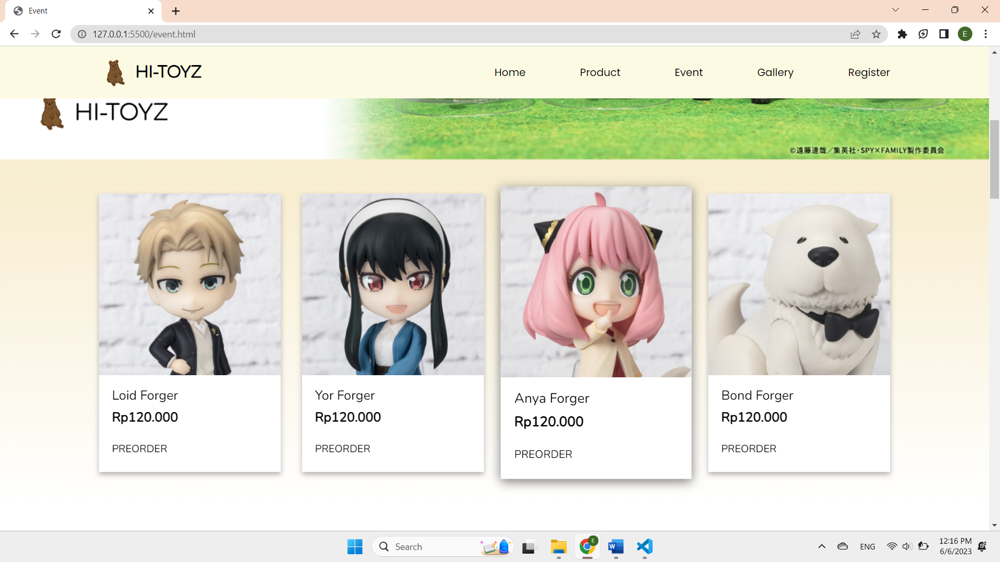 Event
127.0.0.1:5500/event.html
E
HI-TOYZ
Home
Product
Event
Gallery
Register
HI-TOYZ
©遠藤達哉／集英社・SPY×FAMILY製作委員会
Loid Forger
Rp120.000
PREORDER
Yor Forger
Rp120.000
PREORDER
Anya Forger
Rp120.000
PREORDER
Bond Forger
Rp120.000
PREORDER
Search
E
W
ENG
12:16 PM
6/6/2023